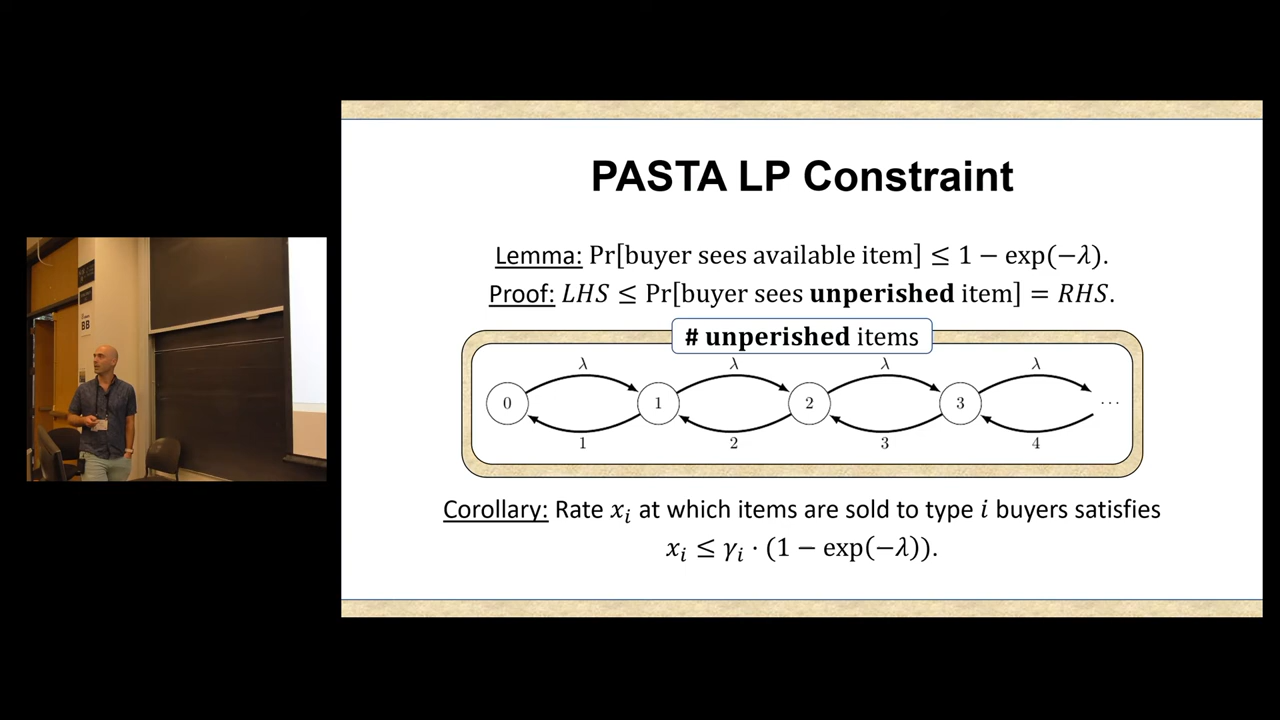 PASTA LP Constraint
Lemma: Pr[buyer sees available item] ≤ 1 − exp(−λ).
Proof: LHS ≤ Pr[buyer sees unperished item] = RHS.
# unperished items
λ λ λ λ
0 1 2 3 ⋯
1 2 3 4
Corollary: Rate xᵢ at which items are sold to type i buyers satisfies
xᵢ ≤ γᵢ · (1 − exp(−λ)).